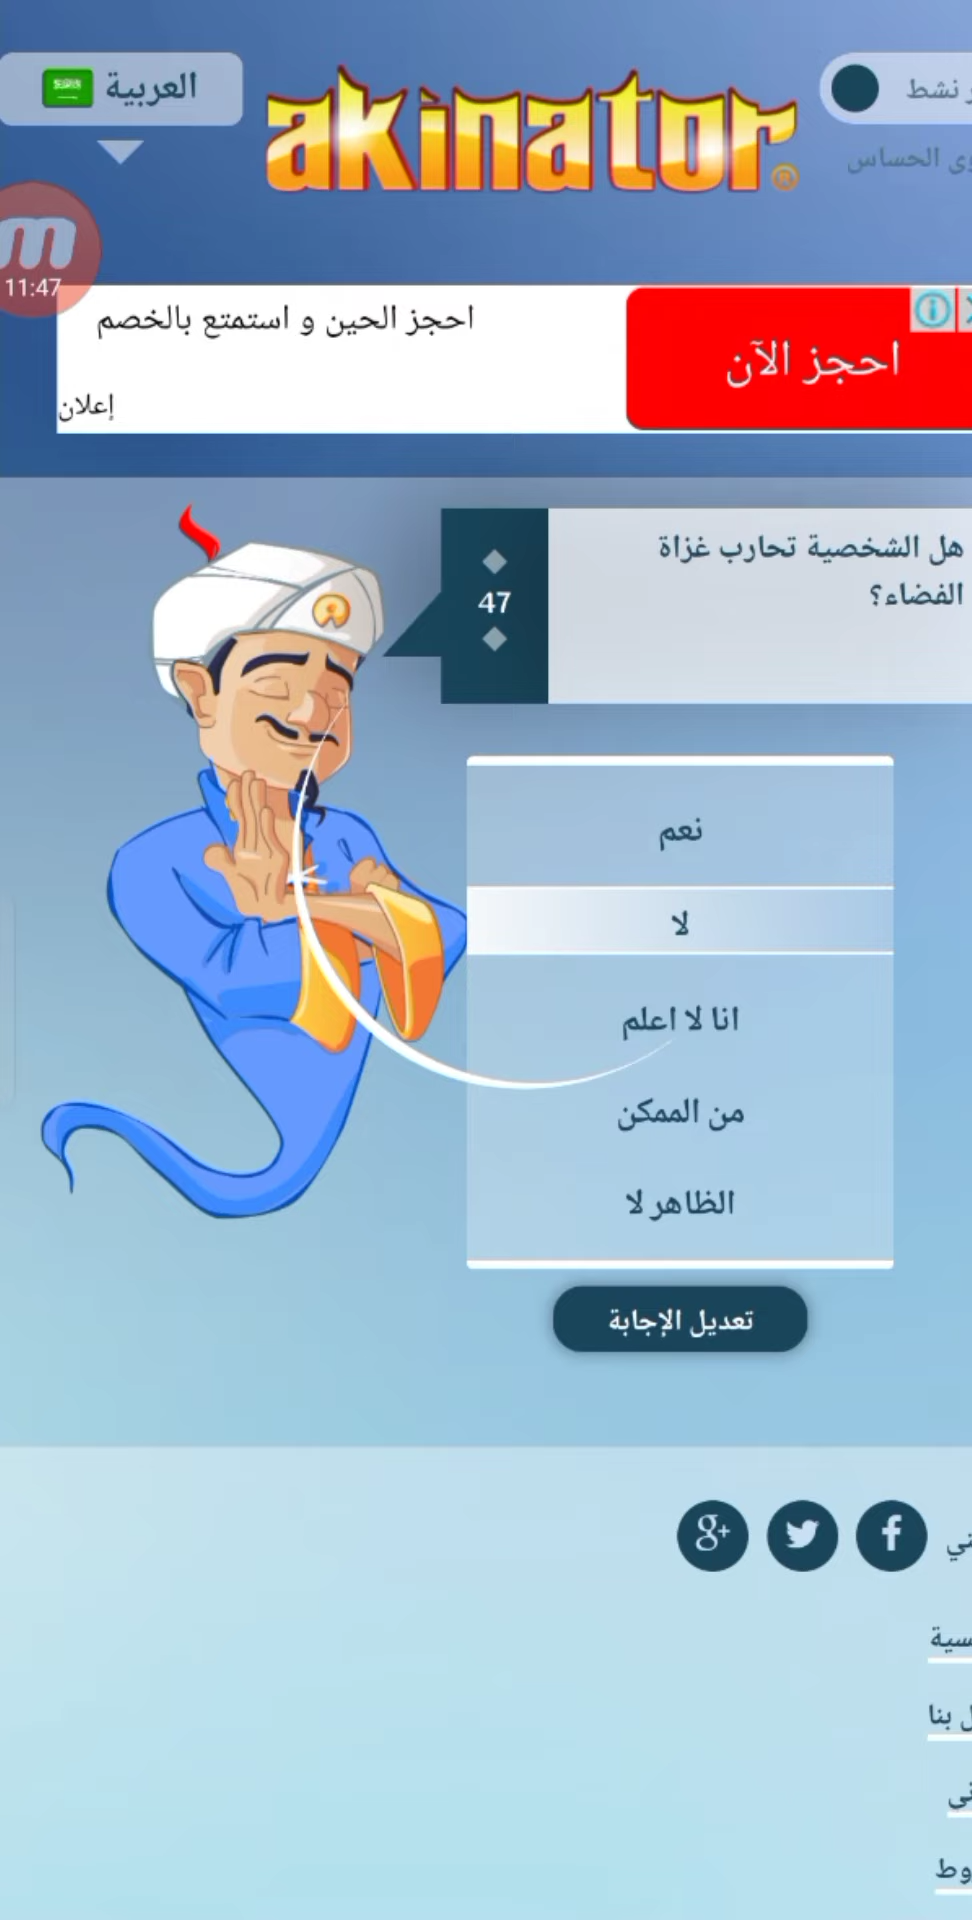 العربية
akinator®
نشط
الحساس
m
11:47
احجز الحين و استمتع بالخصم
احجز الآن
إعلان
47
هل الشخصية تحارب غزاة
الفضاء؟
نعم
لا
انا لا اعلم
من الممكن
الظاهر لا
تعديل الإجابة
g+
f
بنا